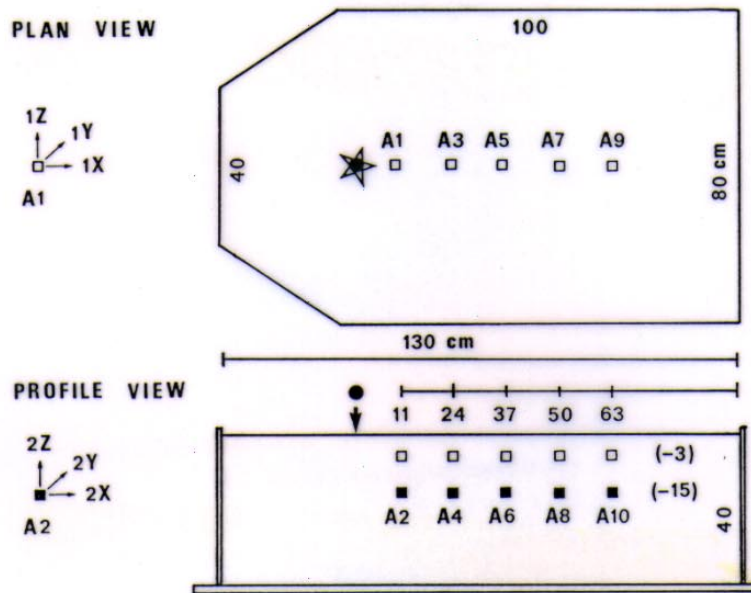 PLAN VIEW
100
1Z
1Y
1X
A1
A1 A3 A5 A7 A9
40
80 cm
130 cm
PROFILE VIEW
11 24 37 50 63
2Z
2Y
2X
A2
(-3)
(-15)
A2 A4 A6 A8 A10
40